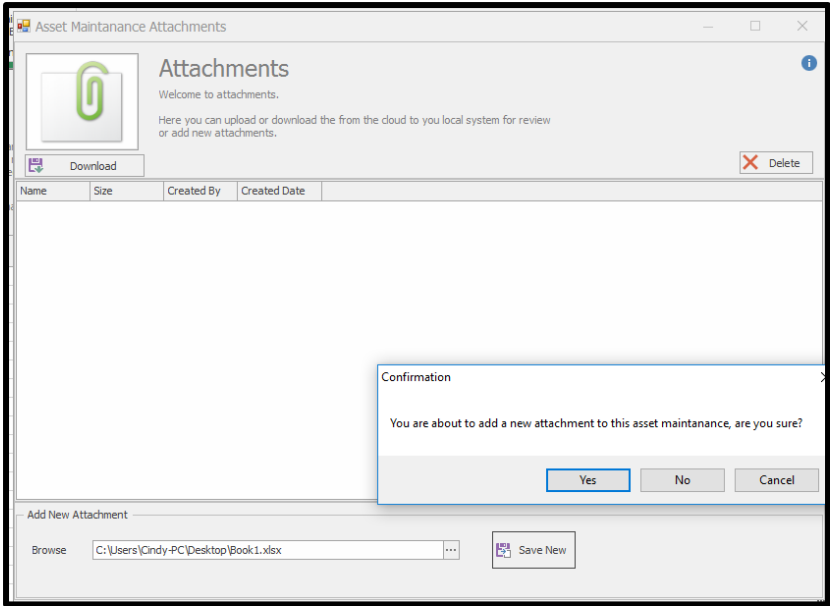 Asset Maintanance Attachments
Attachments
Welcome to attachments.
Here you can upload or download the from the cloud to you local system for review
or add new attachments.
Download
Delete
Name Size Created By Created Date
Confirmation
You are about to add a new attachment to this asset maintanance, are you sure?
Yes No Cancel
Add New Attachment
Browse C:\Users\Cindy-PC\Desktop\Book1.xlsx ... Save New